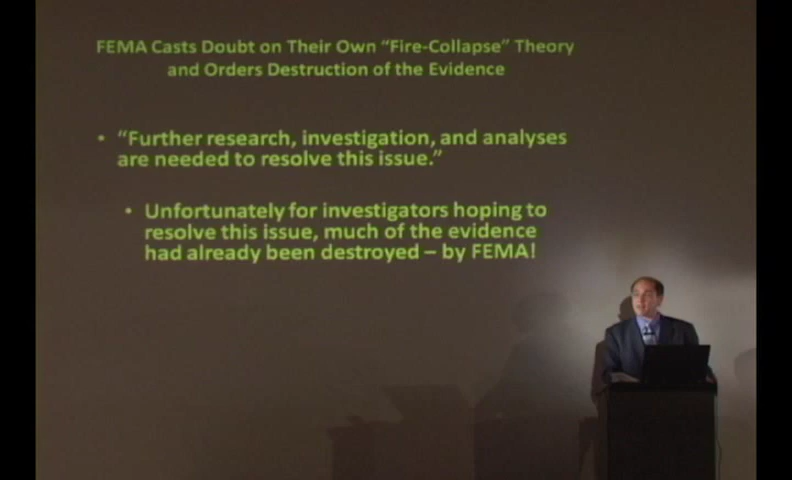 FEMA Casts Doubt on Their Own “Fire-Collapse” Theory
and Orders Destruction of the Evidence
• “Further research, investigation, and analyses
are needed to resolve this issue.”
• Unfortunately for investigators hoping to
resolve this issue, much of the evidence
had already been destroyed – by FEMA!